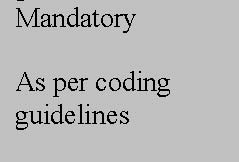 Mandatory
As per coding
guidelines